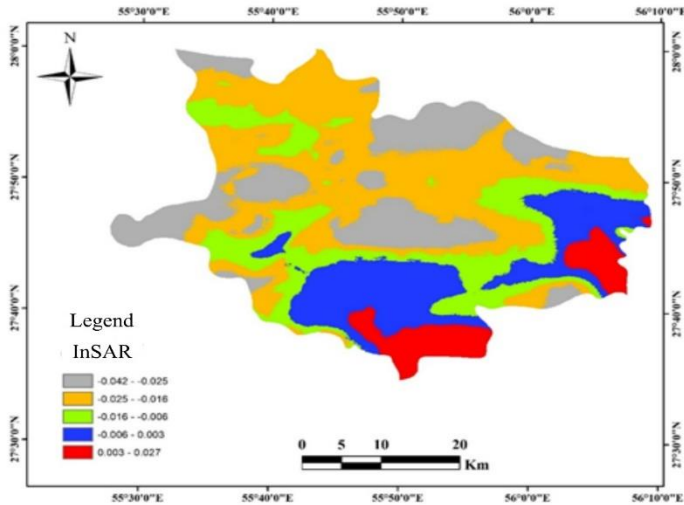 55°30'0"E 55°40'0"E 55°50'0"E 56°0'0"E 56°10'0"E
N
28°0'0"N 28°0'0"N
27°50'0"N 27°50'0"N
27°40'0"N 27°40'0"N
27°30'0"N 27°30'0"N
Legend
InSAR
-0.042 - -0.025
-0.025 - -0.016
-0.016 - -0.006
-0.006 - 0.003
0.003 - 0.027
0 5 10 20
Km
55°30'0"E 55°40'0"E 55°50'0"E 56°0'0"E 56°10'0"E